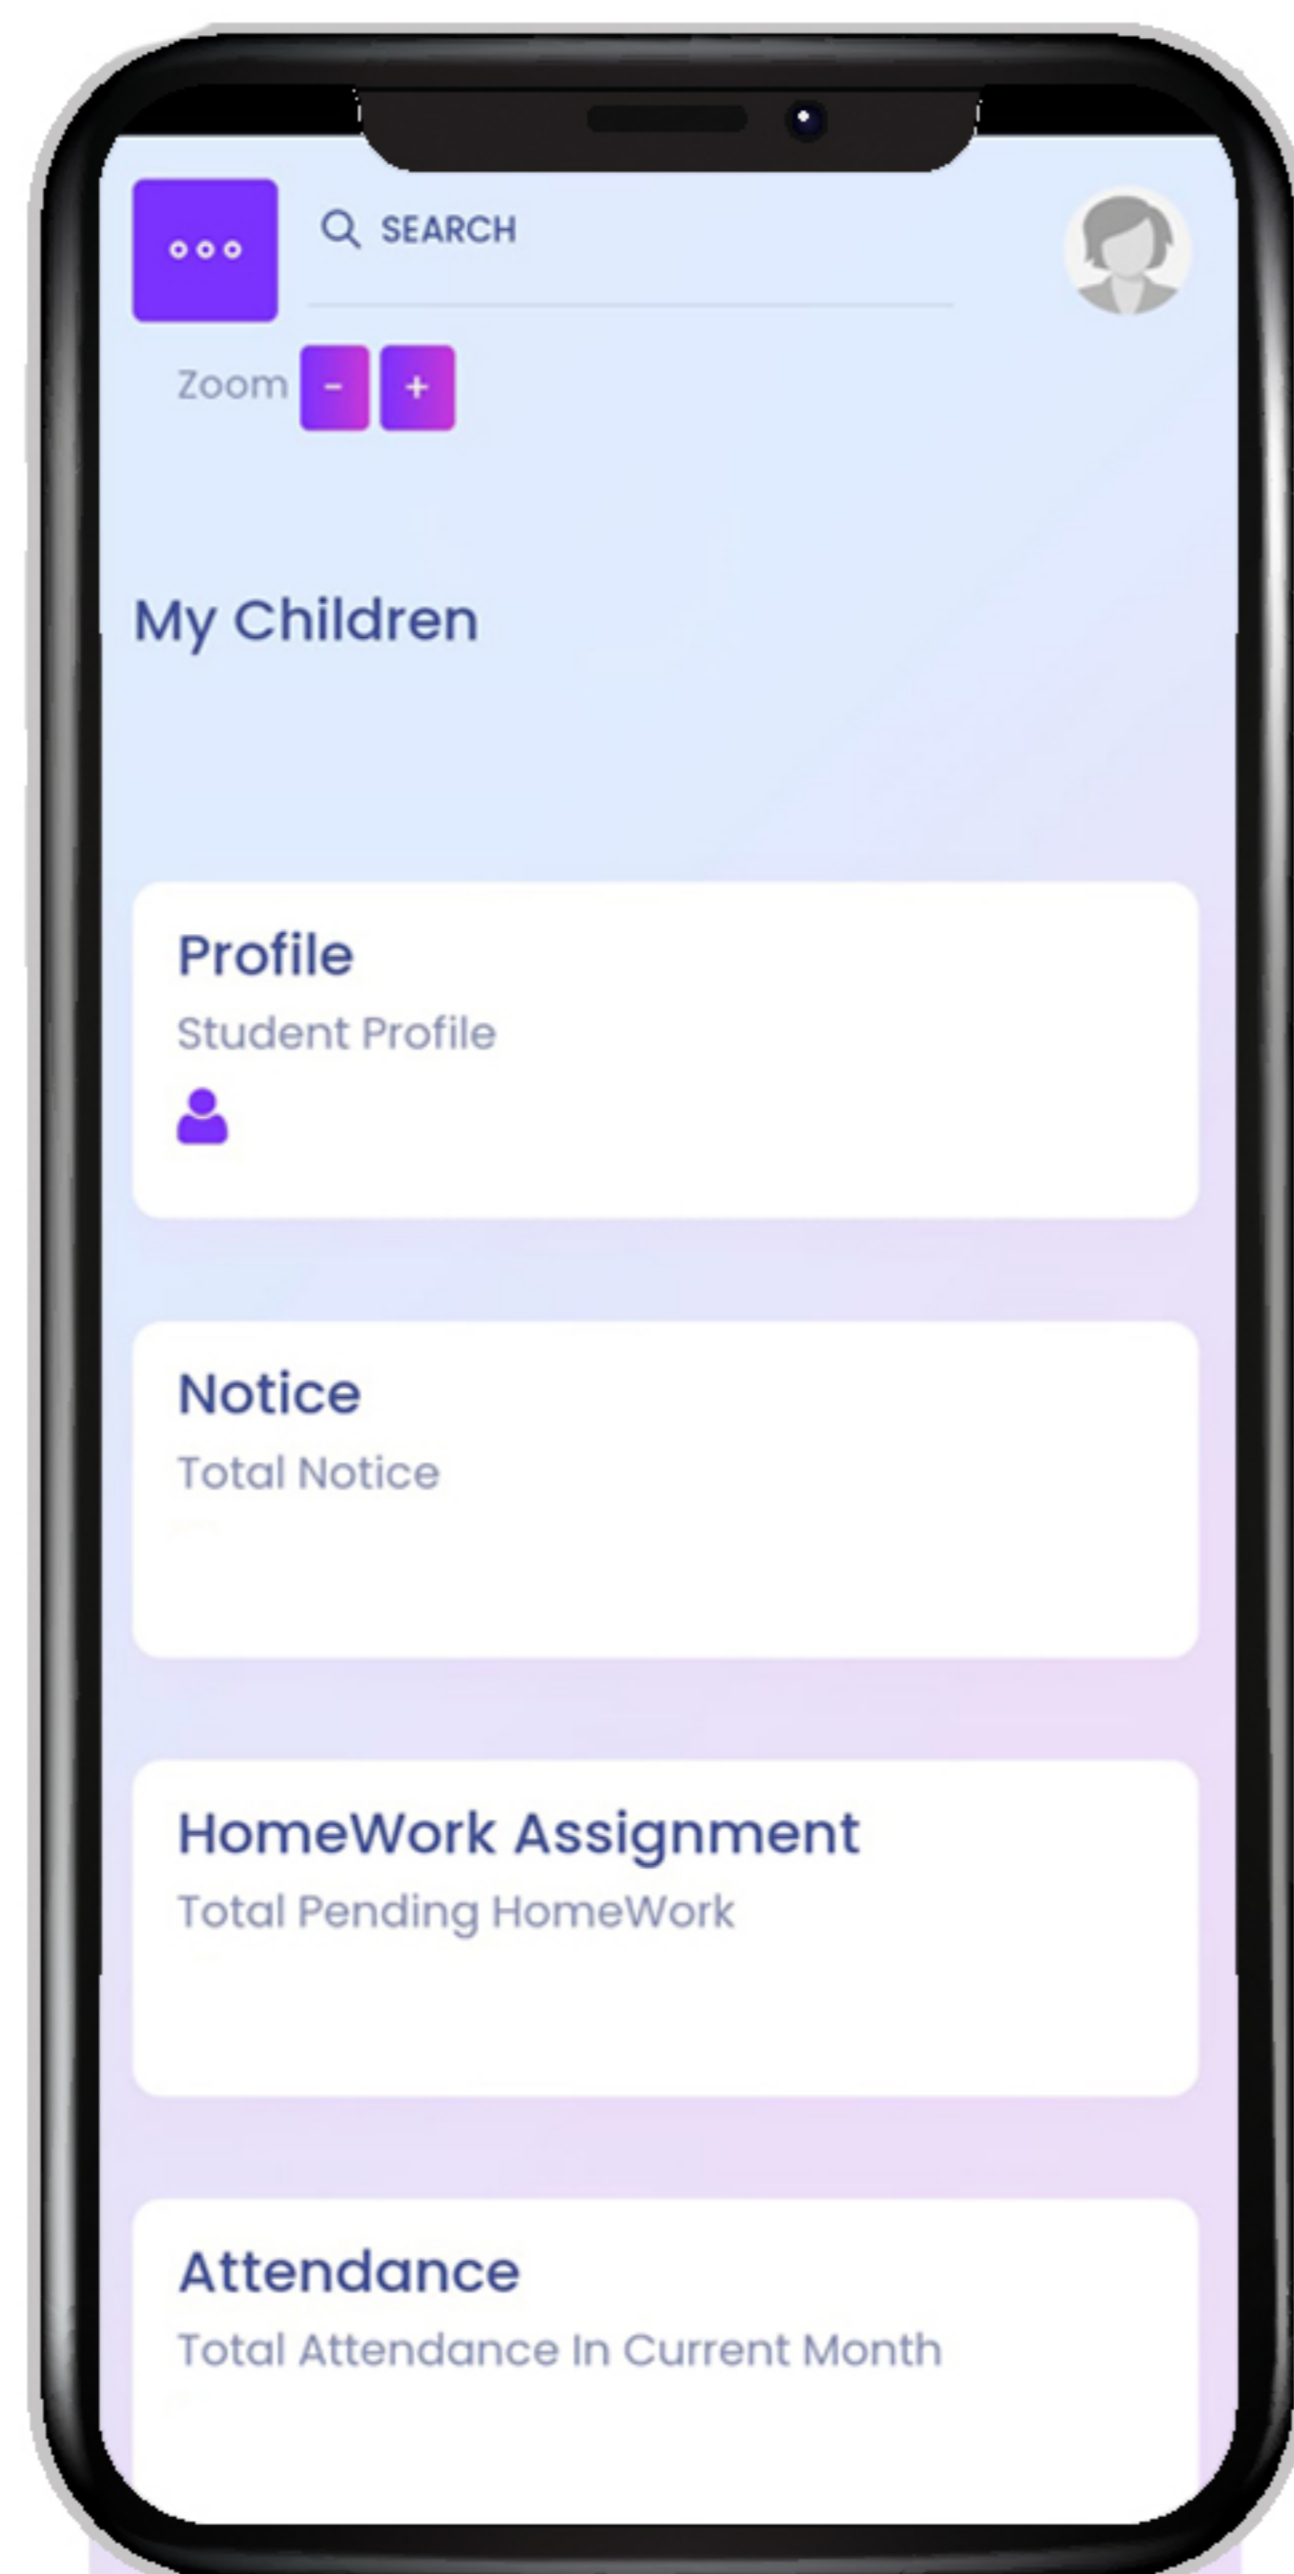 SEARCH
Zoom - +
My Children
Profile
Student Profile
Notice
Total Notice
HomeWork Assignment
Total Pending HomeWork
Attendance
Total Attendance In Current Month